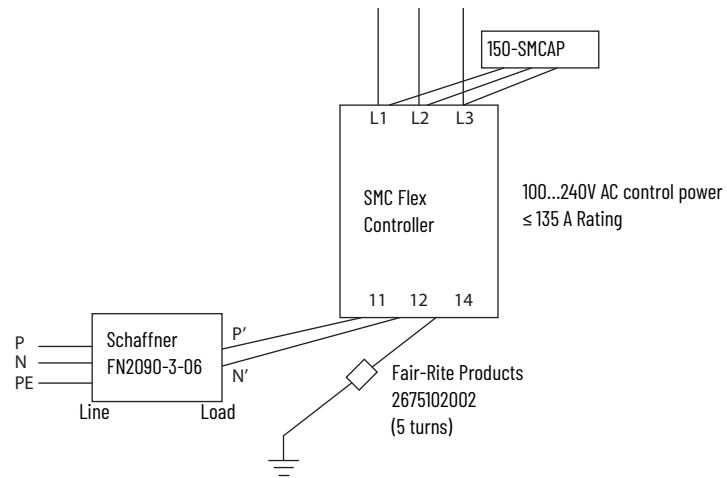 150-SMCAP
L1 L2 L3
SMC Flex
Controller
100...240V AC control power
≤ 135 A Rating
11 12 14
P
N
PE
Schaffner
FN2090-3-06
P'
N'
Line Load
Fair-Rite Products
2675102002
(5 turns)